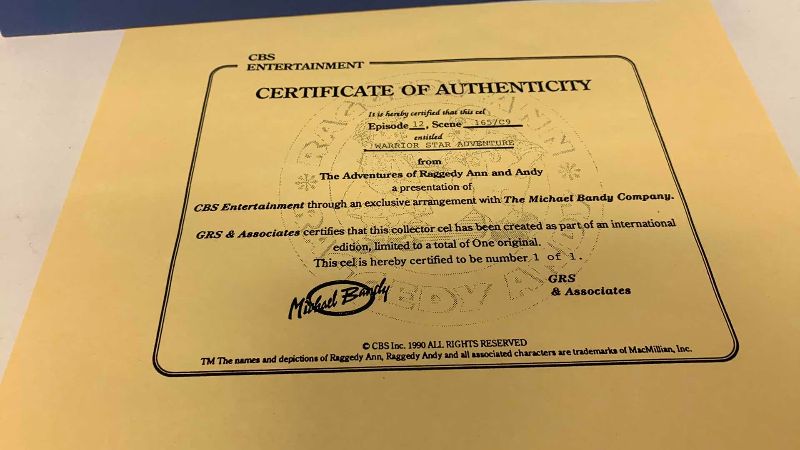 CBS
ENTERTAINMENT
CERTIFICATE OF AUTHENTICITY
It is hereby certified that this cel
Episode 12, Scene 165/C9
entitled
WARRIOR STAR ADVENTURE
from
The Adventures of Raggedy Ann and Andy
a presentation of
CBS Entertainment through an exclusive arrangement with The Michael Bandy Company.
GRS & Associates certifies that this collector cel has been created as part of an international
edition, limited to a total of One original.
This cel is hereby certified to be number 1 of 1.
Michael Bandy
GRS
& Associates
© CBS Inc. 1990 ALL RIGHTS RESERVED
TM The names and depictions of Raggedy Ann, Raggedy Andy and all associated characters are trademarks of MacMillian, Inc.